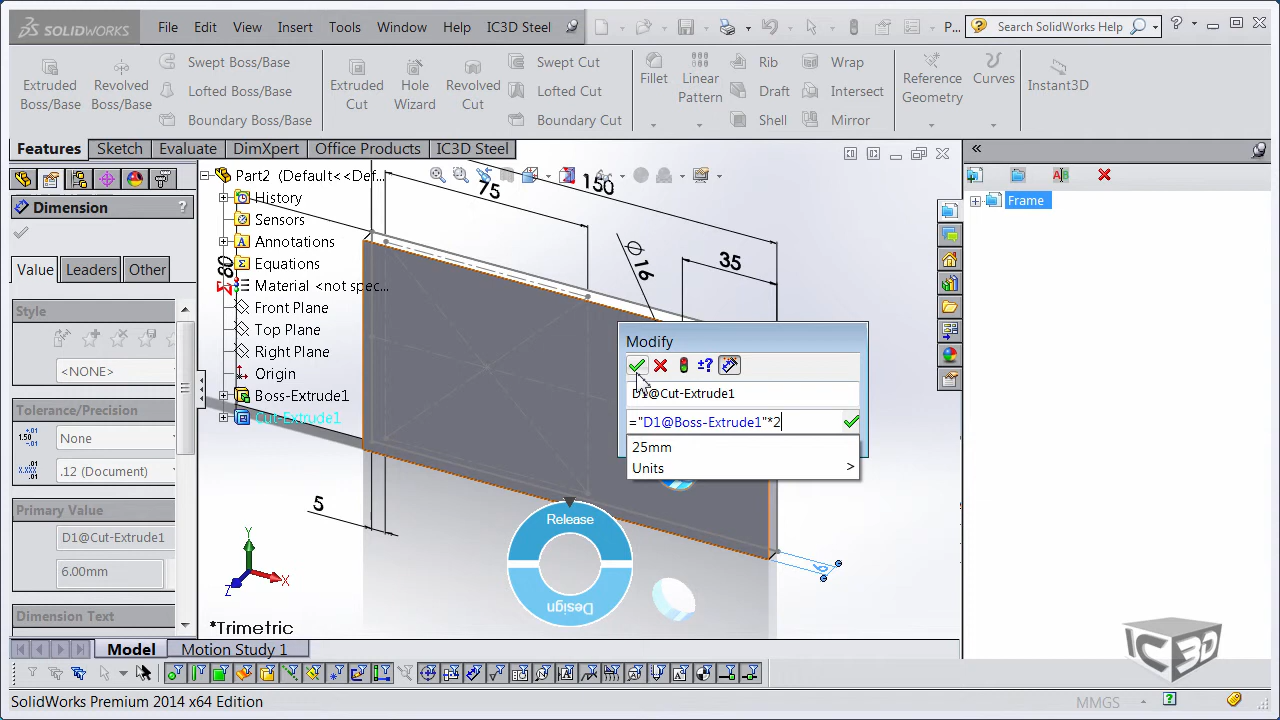 SOLIDWORKS File Edit View Insert Tools Window Help IC3D Steel P... Search SolidWorks Help
Extruded Boss/Base
Revolved Boss/Base
Swept Boss/Base
Lofted Boss/Base
Boundary Boss/Base
Extruded Cut
Hole Wizard
Revolved Cut
Swept Cut
Lofted Cut
Boundary Cut
Fillet
Linear Pattern
Rib
Draft
Shell
Wrap
Intersect
Mirror
Reference Geometry
Curves
Instant3D
Features Sketch Evaluate DimXpert Office Products IC3D Steel
Dimension ?
Value Leaders Other
Style
<NONE>
Tolerance/Precision
1.50 None
.12 (Document)
Primary Value
D1@Cut-Extrude1
6.00mm
Dimension Text
Part2 (Default<<Def...
History
Sensors
Annotations
Equations
Material <not spec...
Front Plane
Top Plane
Right Plane
Origin
Boss-Extrude1
Cut-Extrude1
75
150
Ø16
35
80
5
6
Modify
D1@Cut-Extrude1
="D1@Boss-Extrude1"*2
25mm
Units >
Release
Design
Y
X
Z
*Trimetric
Frame
IC3D
Model Motion Study 1
SolidWorks Premium 2014 x64 Edition MMGS